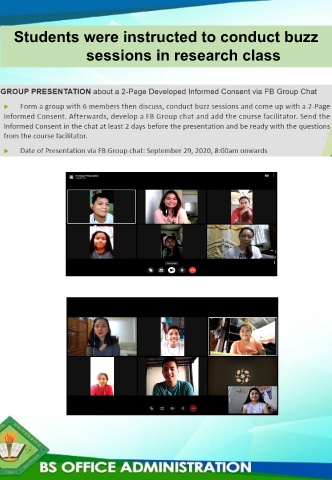 Students were instructed to conduct buzz
sessions in research class
GROUP PRESENTATION about a 2-Page Developed Informed Consent via FB Group Chat
Form a group with 6 members then discuss, conduct buzz sessions and come up with a 2-Page
Informed Consent. Afterwards, develop a FB Group chat and add the course facilitator. Send the
Informed Consent in the chat at least 2 days before the presentation and be ready with the questions
from the course facilitator.
Date of Presentation via FB Group chat: September 29, 2020, 8:00am onwards
BS OFFICE ADMINISTRATION